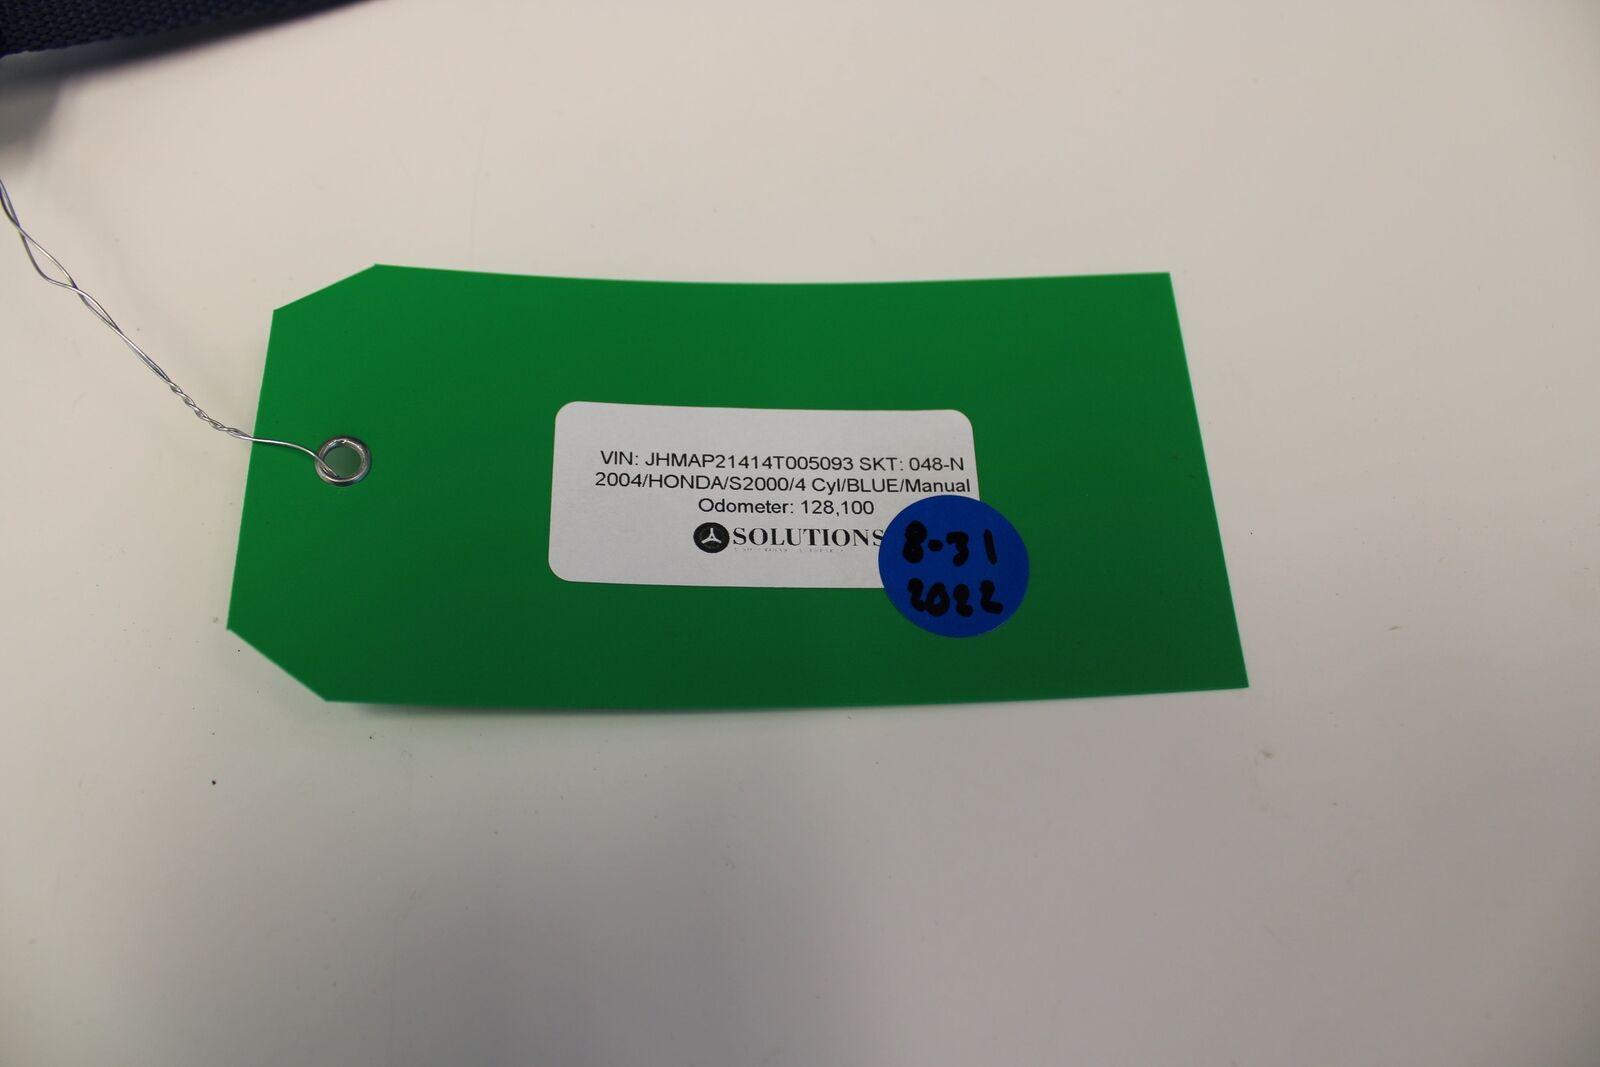 VIN: JHMAP21414T005093 SKT: 048-N
2004/HONDA/S2000/4 Cyl/BLUE/Manual
Odometer: 128,100
SOLUTIONS
8-31
2022